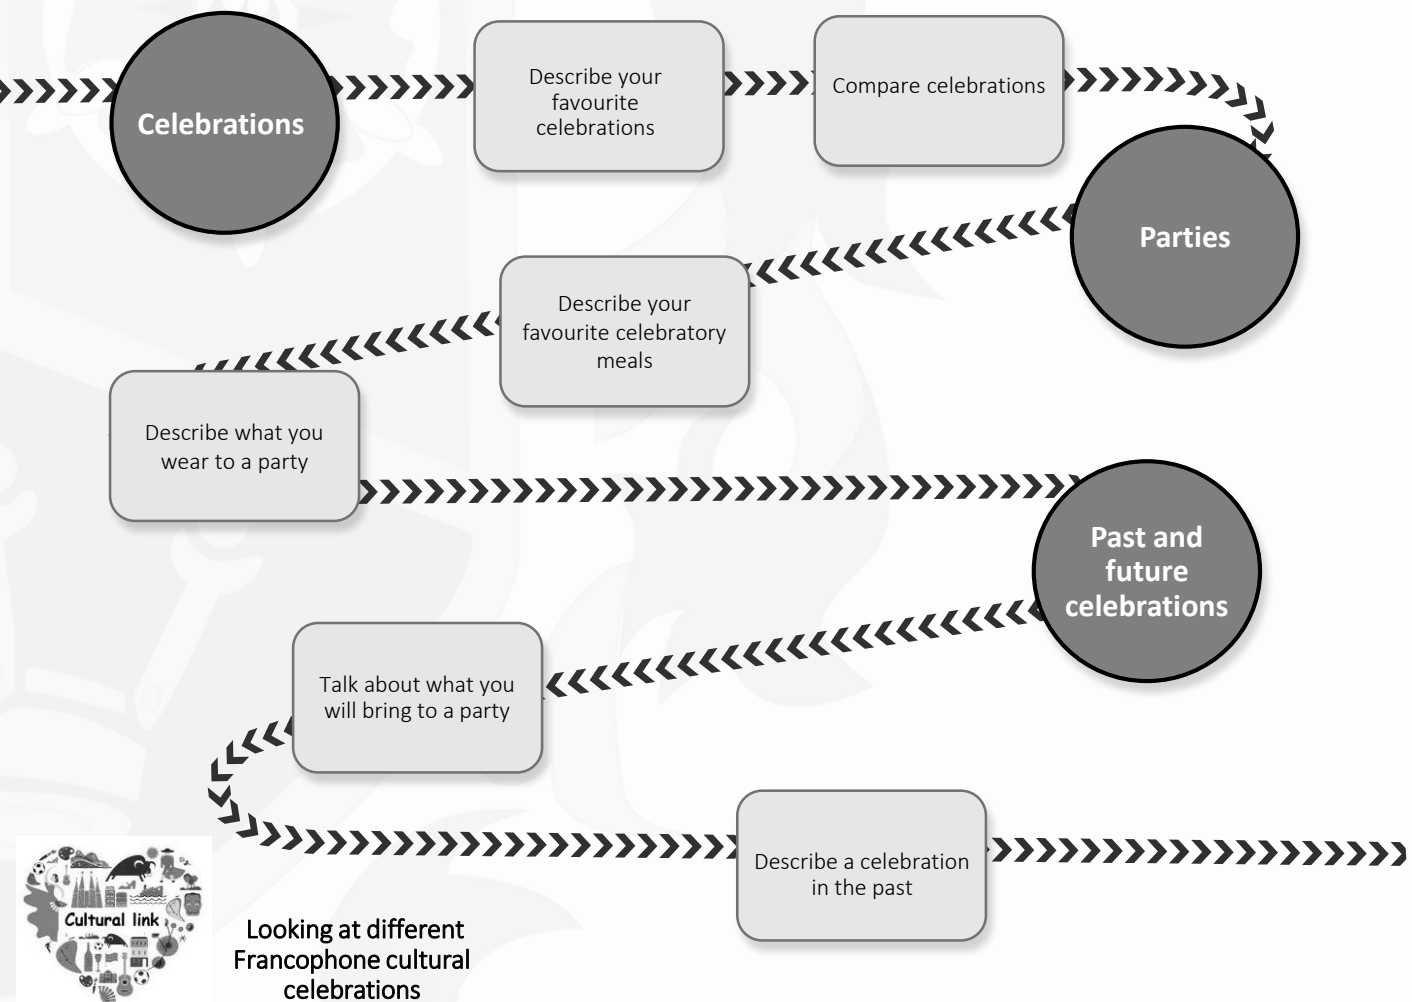 Celebrations
Describe your
favourite
celebrations
Compare celebrations
Parties
Describe your
favourite celebratory
meals
Describe what you
wear to a party
Past and
future
celebrations
Talk about what you
will bring to a party
Describe a celebration
in the past
Cultural link
Looking at different
Francophone cultural
celebrations